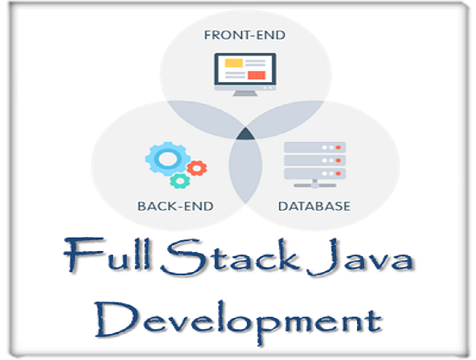 FRONT-END
BACK-END
DATABASE
Full Stack Java
Development